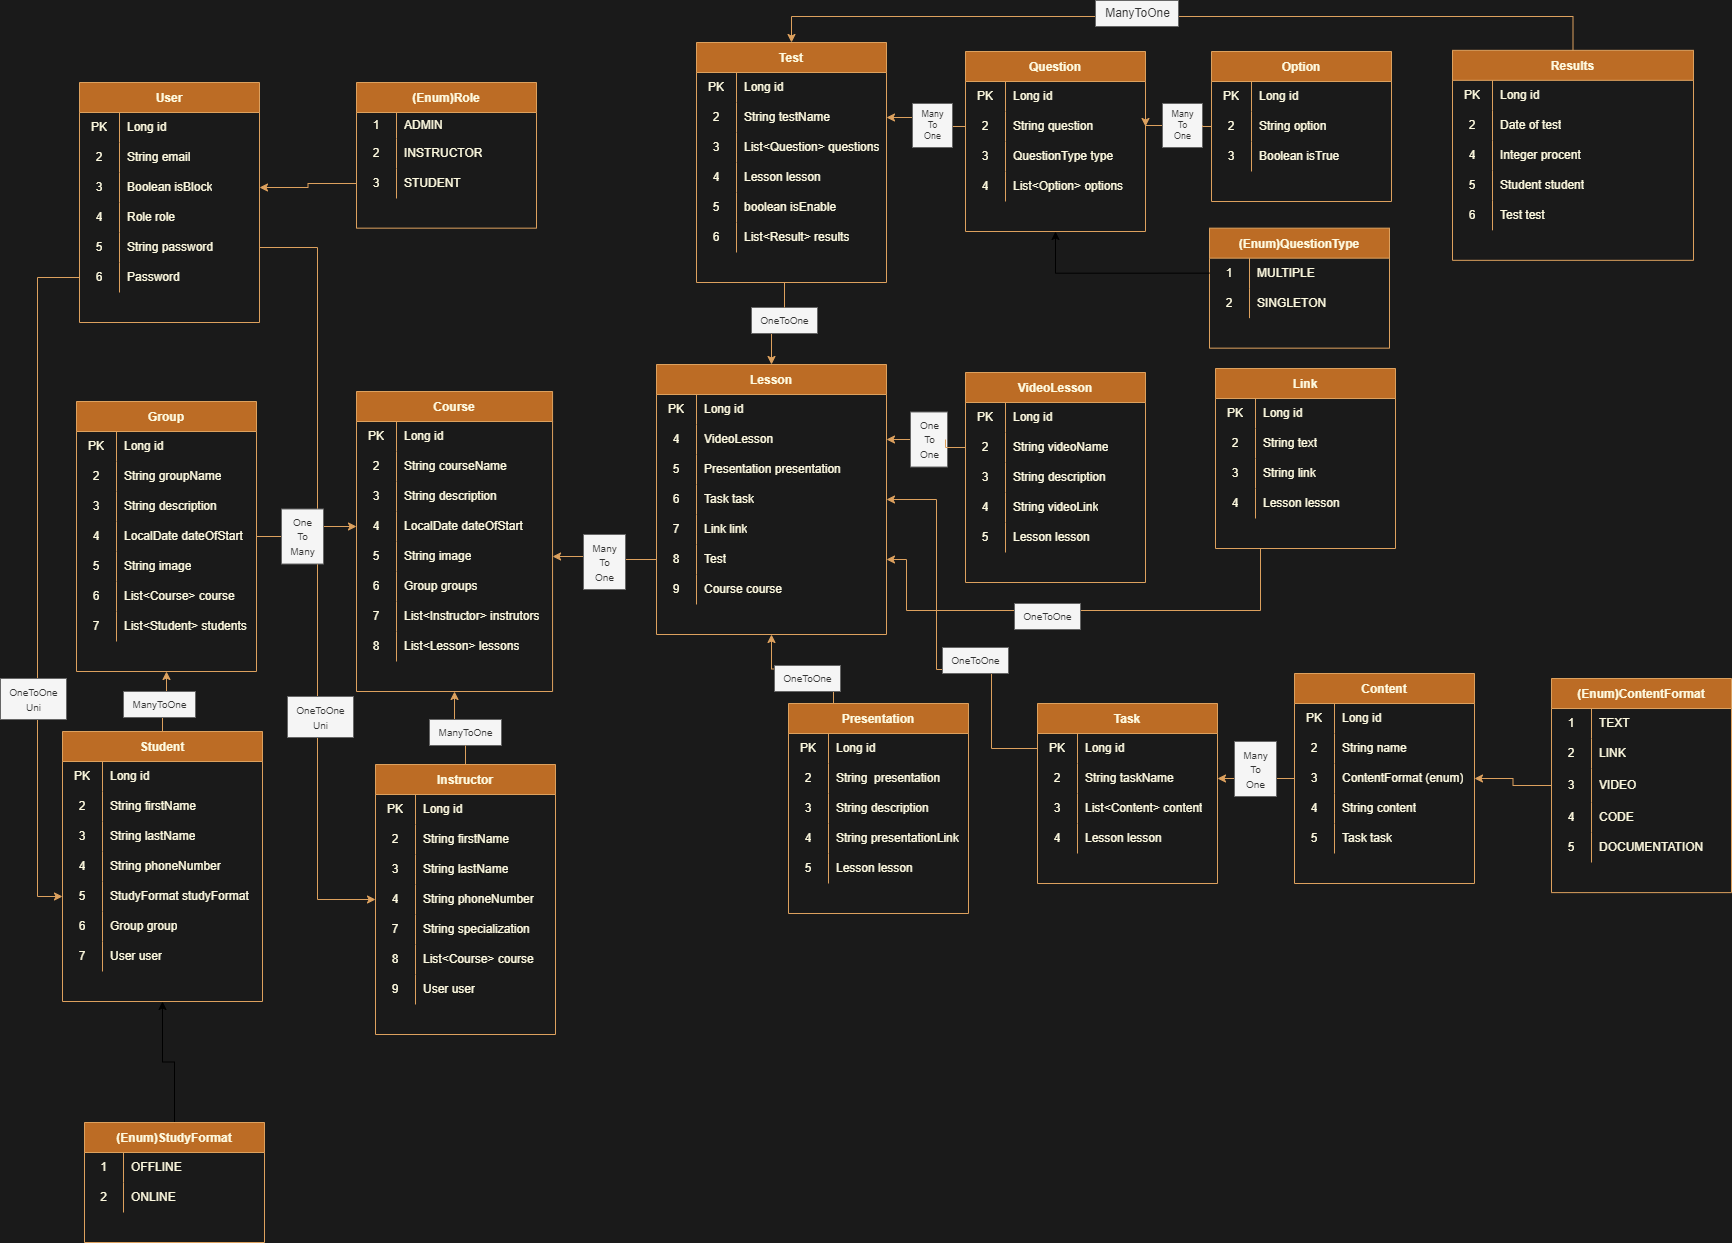 ManyToOne
Test
PK Long id
2 String testName
3 List<Question> questions
4 Lesson lesson
5 boolean isEnable
6 List<Result> results
Many
To
One
Question
PK Long id
2 String question
3 QuestionType type
4 List<Option> options
Many
To
One
Option
PK Long id
2 String option
3 Boolean isTrue
Results
PK Long id
2 Date of test
4 Integer procent
5 Student student
6 Test test
User
PK Long id
2 String email
3 Boolean isBlock
4 Role role
5 String password
6 Password
(Enum)Role
1 ADMIN
2 INSTRUCTOR
3 STUDENT
(Enum)QuestionType
1 MULTIPLE
2 SINGLETON
OneToOne
Group
PK Long id
2 String groupName
3 String description
4 LocalDate dateOfStart
5 String image
6 List<Course> course
7 List<Student> students
One
To
Many
Course
PK Long id
2 String courseName
3 String description
4 LocalDate dateOfStart
5 String image
6 Group groups
7 List<Instructor> instrutors
8 List<Lesson> lessons
Many
To
One
Lesson
PK Long id
4 VideoLesson
5 Presentation presentation
6 Task task
7 Link link
8 Test
9 Course course
One
To
One
VideoLesson
PK Long id
2 String videoName
3 String description
4 String videoLink
5 Lesson lesson
Link
PK Long id
2 String text
3 String link
4 Lesson lesson
OneToOne
OneToOne
OneToOne
OneToOne
Uni
ManyToOne
OneToOne
Uni
ManyToOne
Student
PK Long id
2 String firstName
3 String lastName
4 String phoneNumber
5 StudyFormat studyFormat
6 Group group
7 User user
Instructor
PK Long id
2 String firstName
3 String lastName
4 String phoneNumber
7 String specialization
8 List<Course> course
9 User user
Presentation
PK Long id
2 String presentation
3 String description
4 String presentationLink
5 Lesson lesson
Task
PK Long id
2 String taskName
3 List<Content> content
4 Lesson lesson
Many
To
One
Content
PK Long id
2 String name
3 ContentFormat (enum)
4 String content
5 Task task
(Enum)ContentFormat
1 TEXT
2 LINK
3 VIDEO
4 CODE
5 DOCUMENTATION
(Enum)StudyFormat
1 OFFLINE
2 ONLINE